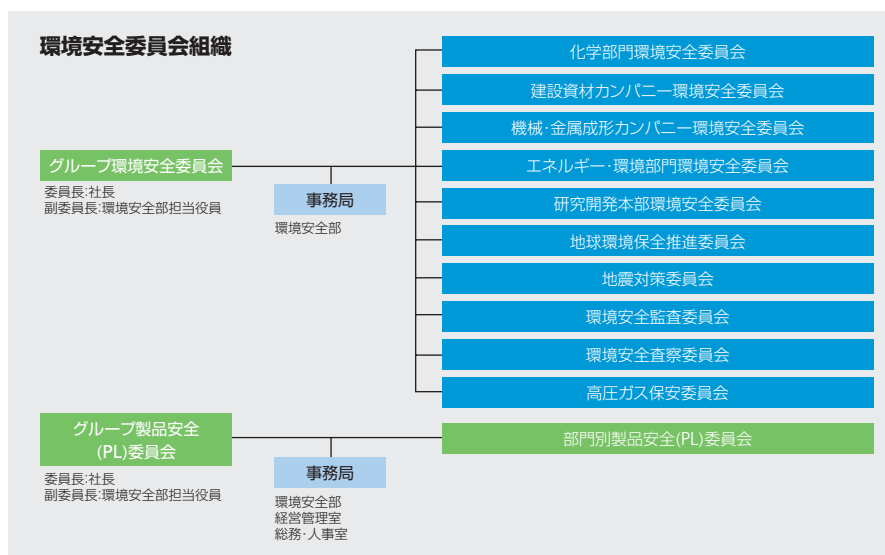 環境安全委員会組織
グループ環境安全委員会
委員長:社長
副委員長:環境安全部担当役員
事務局
環境安全部
化学部門環境安全委員会
建設資材カンパニー環境安全委員会
機械・金属成形カンパニー環境安全委員会
エネルギー・環境部門環境安全委員会
研究開発本部環境安全委員会
地球環境保全推進委員会
地震対策委員会
環境安全監査委員会
環境安全査察委員会
高圧ガス保安委員会
グループ製品安全
(PL)委員会
委員長:社長
副委員長:環境安全部担当役員
事務局
環境安全部
経営管理室
総務・人事室
部門別製品安全(PL)委員会